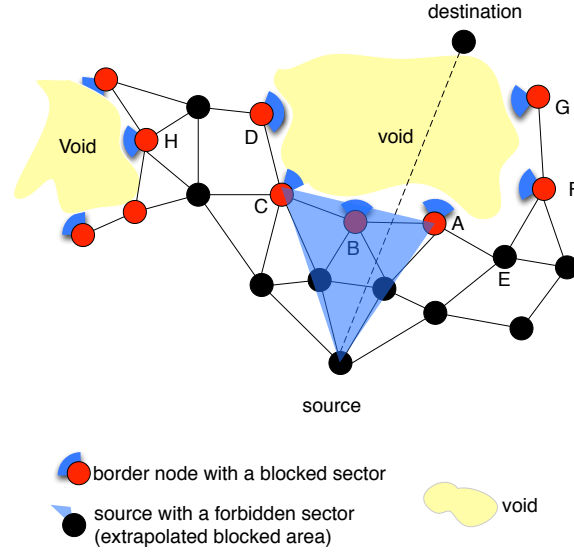 destination
G
Void
H
D
void
F
C
A
B
E
source
border node with a blocked sector
source with a forbidden sector
(extrapolated blocked area)
void